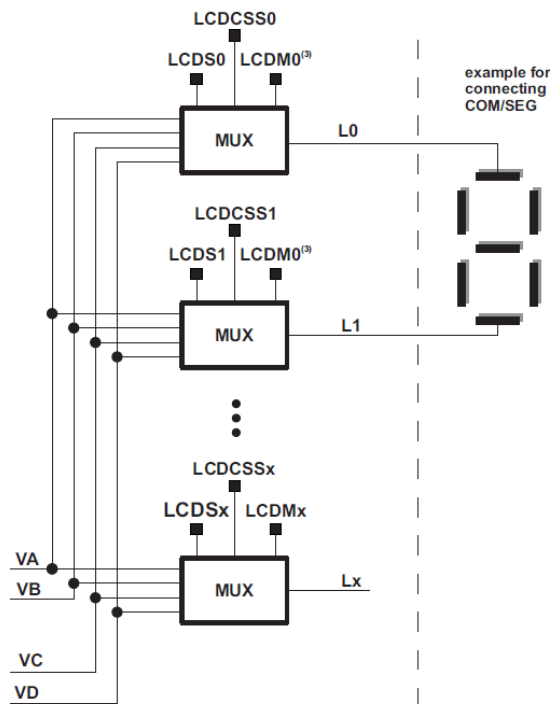 LCDCSS0
LCDS0 LCDM0(3)
MUX
L0
example for
connecting
COM/SEG
LCDCSS1
LCDS1 LCDM0(3)
MUX
L1
LCDCSSx
LCDSx LCDMx
MUX
Lx
VA
VB
VC
VD